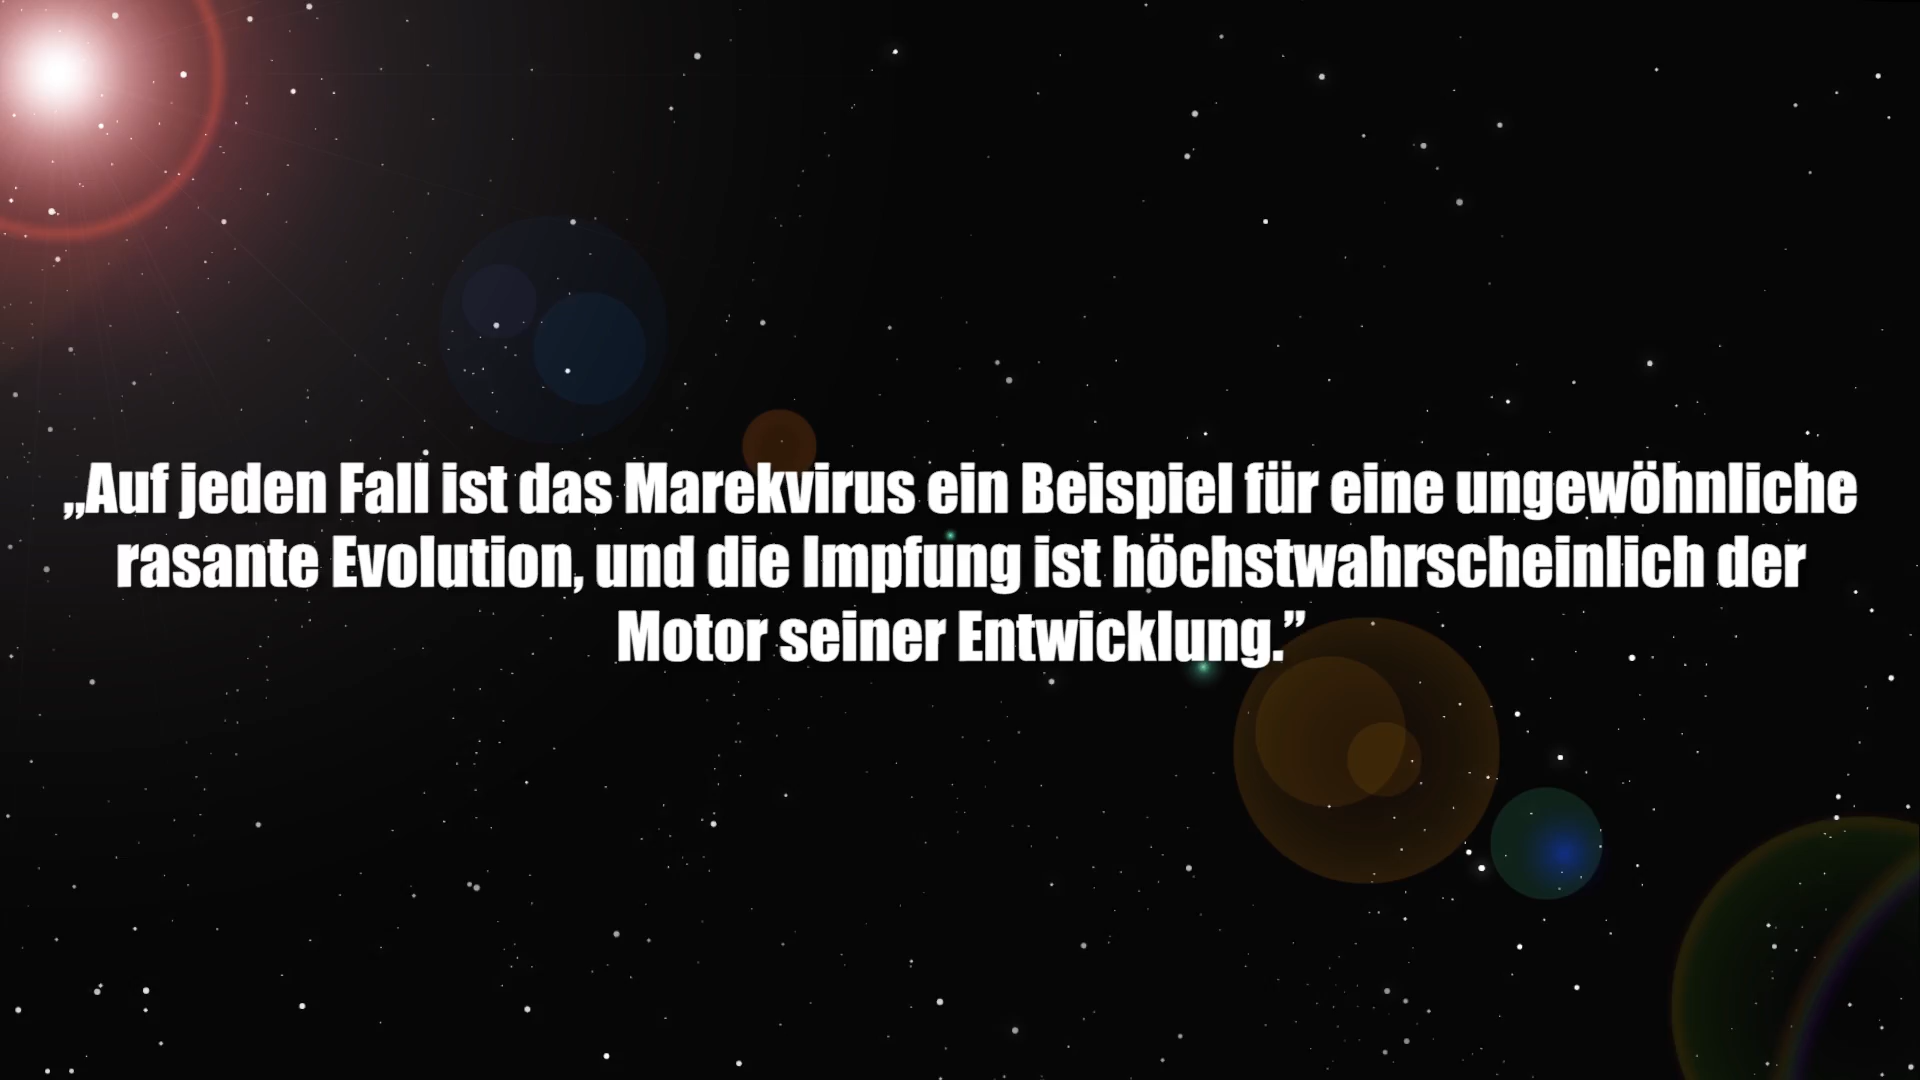 „Auf jeden Fall ist das Marekvirus ein Beispiel für eine ungewöhnliche
rasante Evolution, und die Impfung ist höchstwahrscheinlich der
Motor seiner Entwicklung.”